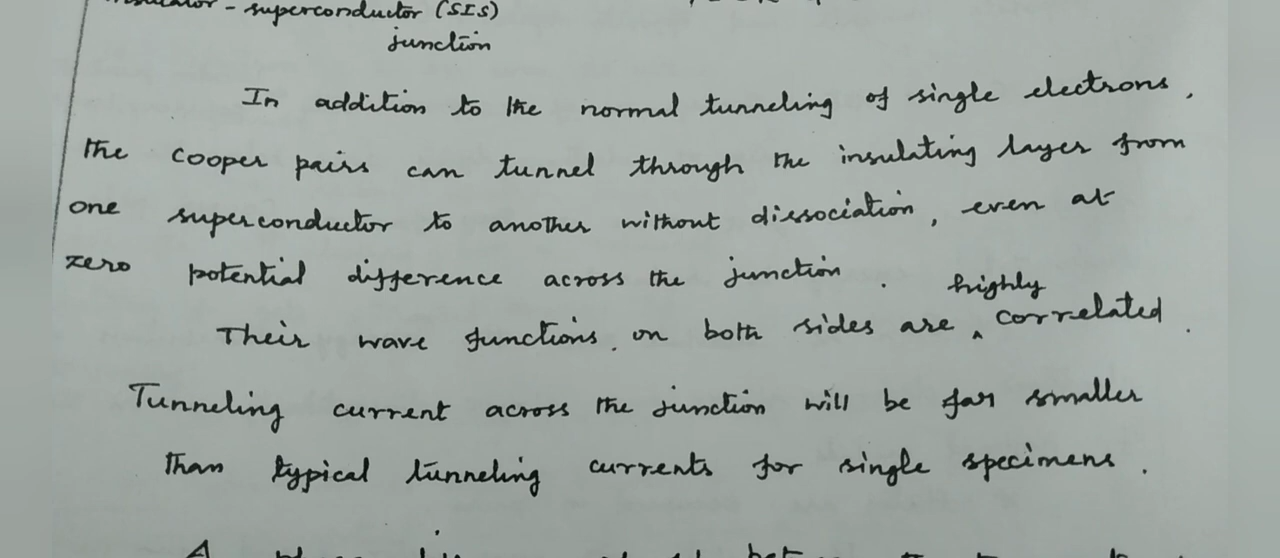 - superconductor (SIS)
junction
In addition to the normal tunneling of single electrons,
the cooper pairs can tunnel through the insulating layer from
one superconductor to another without dissociation, even at
zero potential difference across the junction.
highly
Their wave functions, on both sides are ‸ correlated.
Tunneling current across the junction will be far smaller
than typical tunneling currents for single specimens.
A